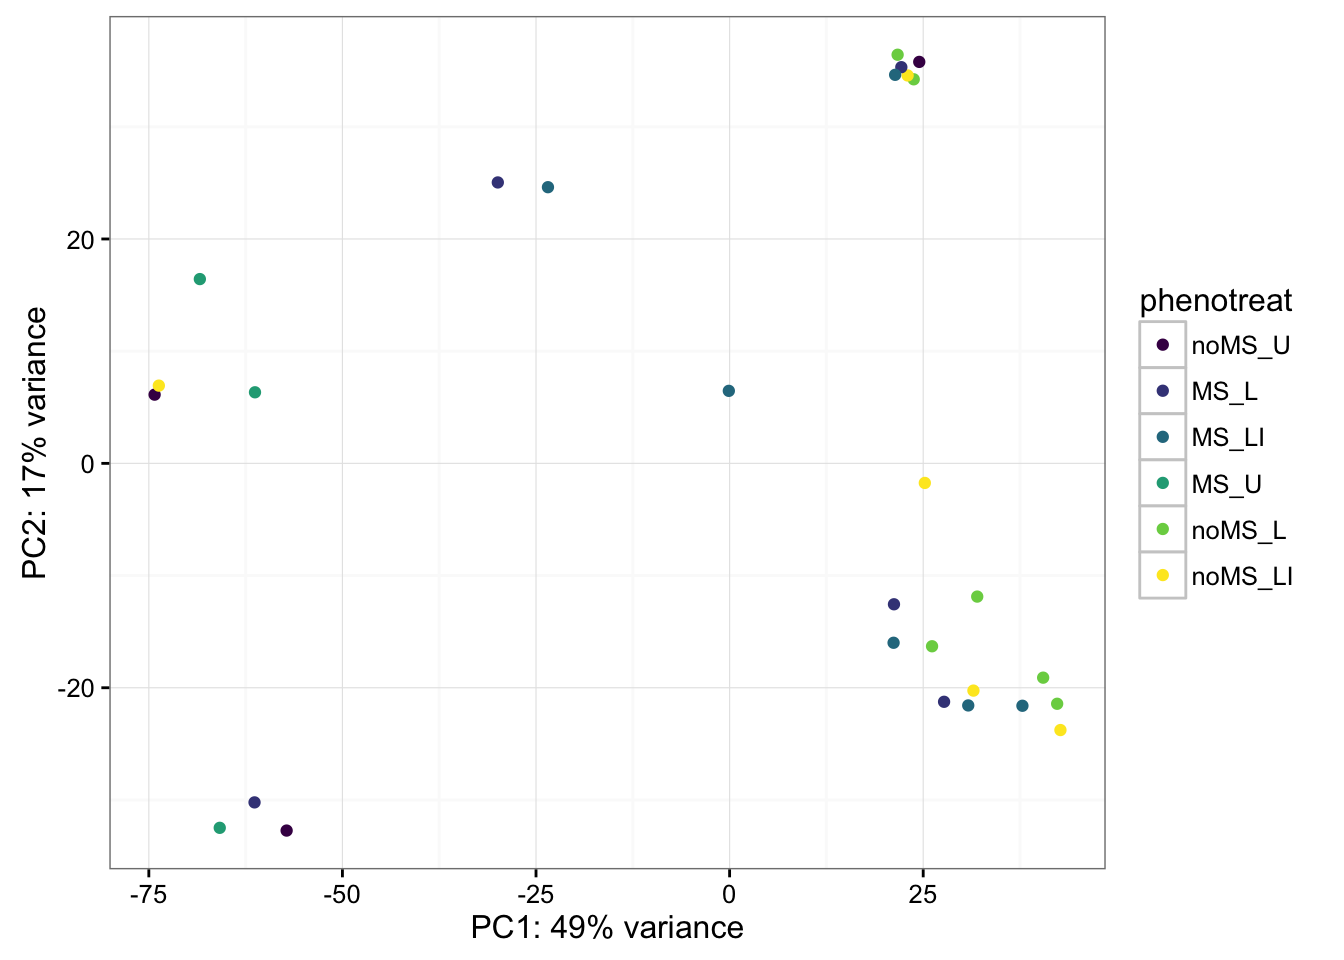 20
0
-20
-75
-50
-25
0
25
PC1: 49% variance
PC2: 17% variance
phenotreat
noMS_U
MS_L
MS_LI
MS_U
noMS_L
noMS_LI